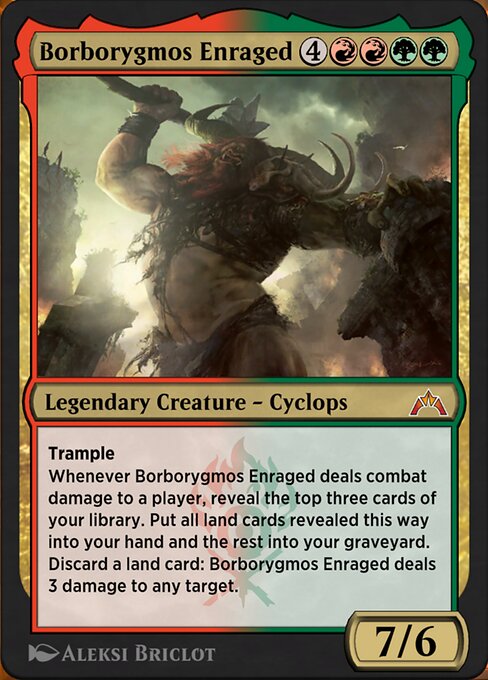 Borborygmos Enraged 4
Legendary Creature – Cyclops
Trample
Whenever Borborygmos Enraged deals combat
damage to a player, reveal the top three cards of
your library. Put all land cards revealed this way
into your hand and the rest into your graveyard.
Discard a land card: Borborygmos Enraged deals
3 damage to any target.
7/6
Aleksi Briclot